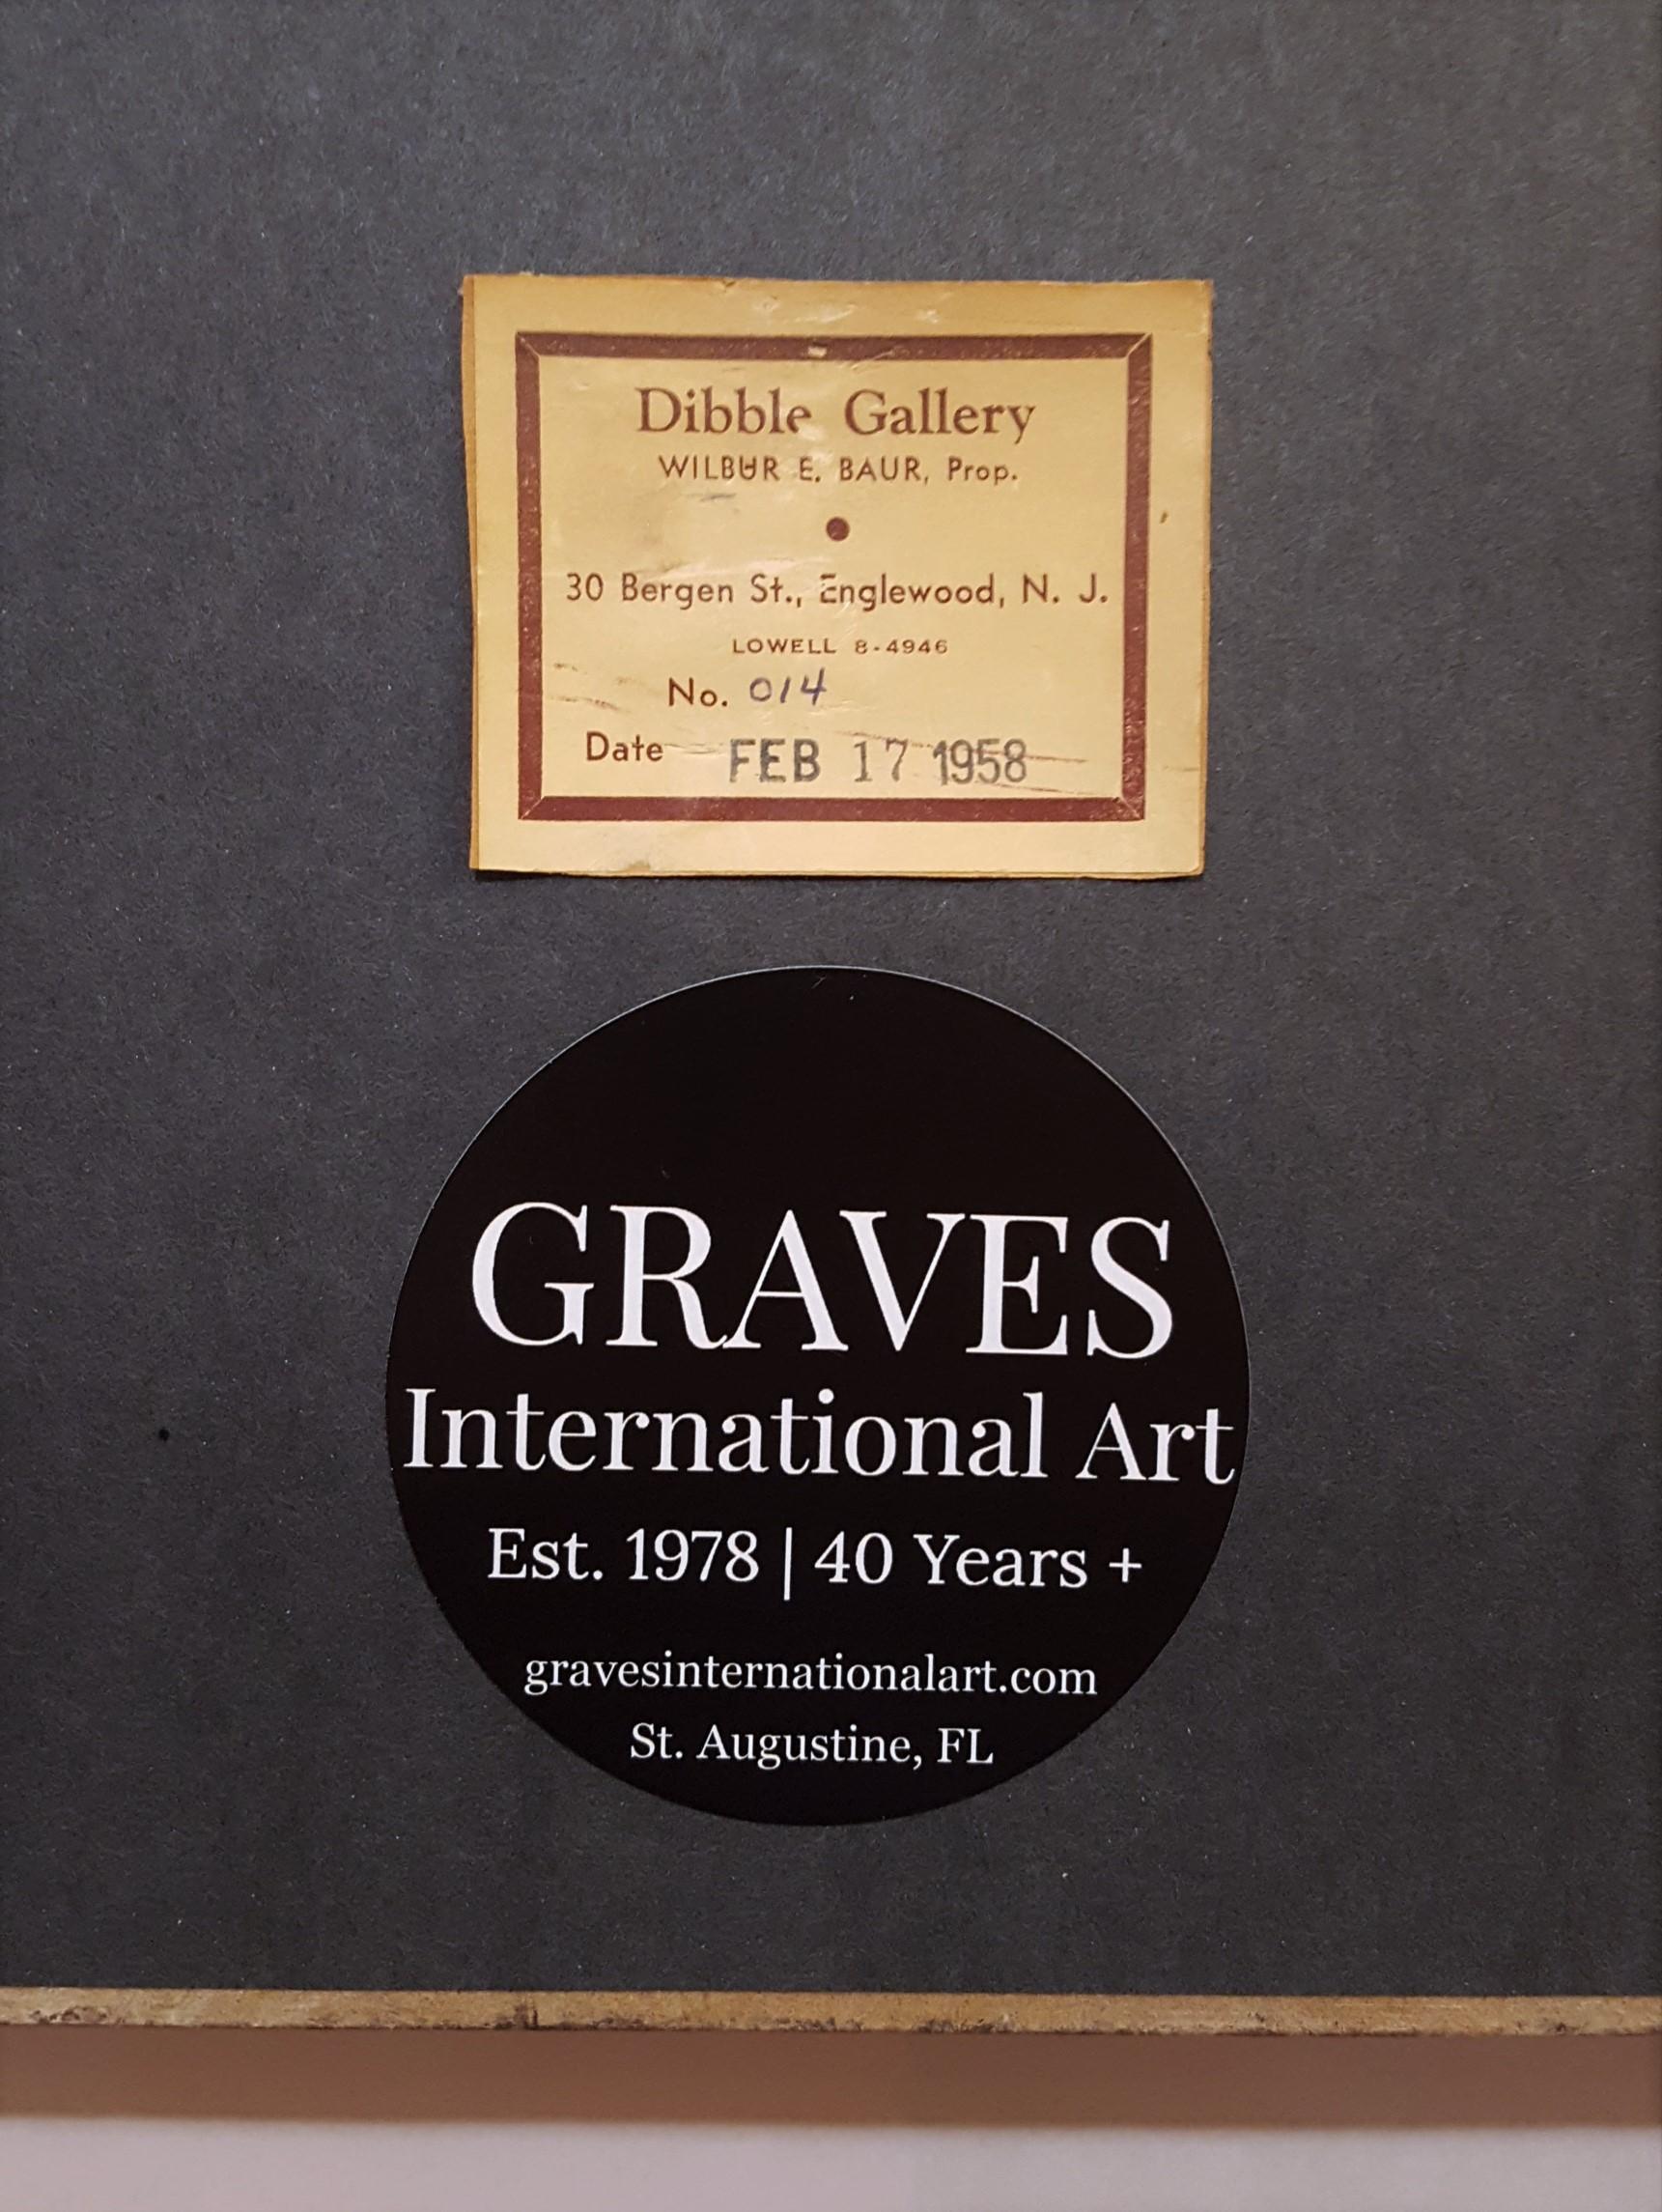 Dibble Gallery
WILBUR E. BAUR, Prop.
30 Bergen St., Englewood, N. J.
LOWELL 8-4946
No. 014
Date FEB 17 1958
GRAVES
International Art
Est. 1978 | 40 Years +
gravesinternationalart.com
St. Augustine, FL